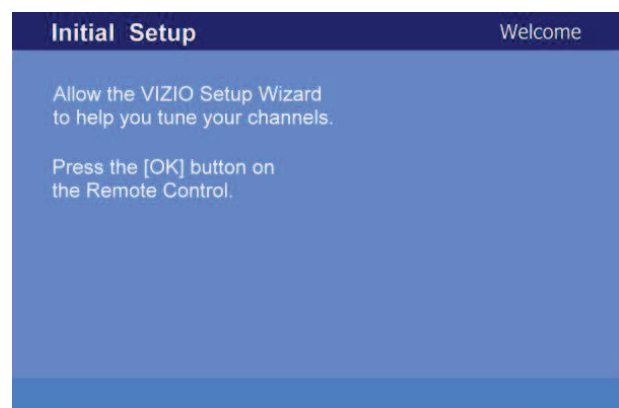 Initial Setup
Welcome
Allow the VIZIO Setup Wizard
to help you tune your channels.
Press the [OK] button on
the Remote Control.